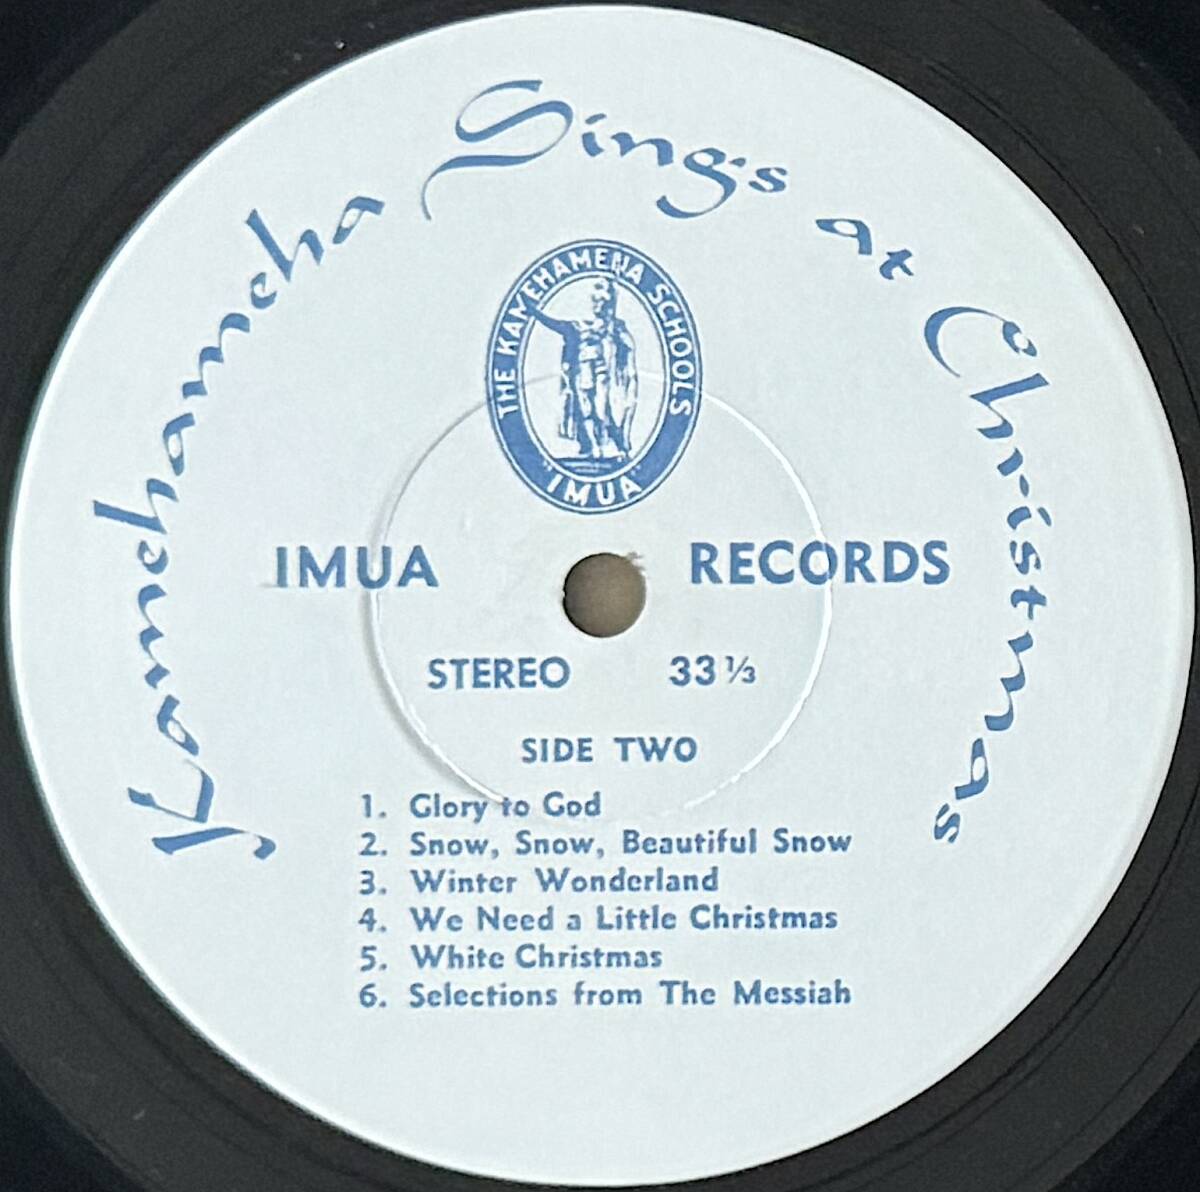 Kamehameha Sings at Christmas
THE KAMEHAMEHA SCHOOLS
"IMUA"
IMUA RECORDS
STEREO 33 1/3
SIDE TWO
1. Glory to God
2. Snow, Snow, Beautiful Snow
3. Winter Wonderland
4. We Need a Little Christmas
5. White Christmas
6. Selections from The Messiah